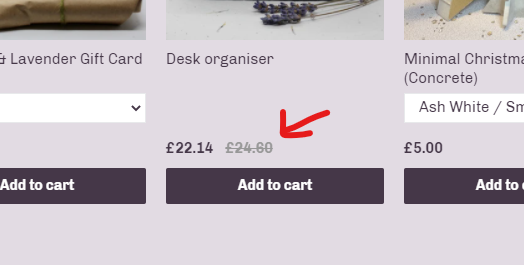 & Lavender Gift Card
Desk organiser
Minimal Christma
(Concrete)
Ash White / Sm
£22.14 £24.60
£5.00
Add to cart
Add to cart
Add to c